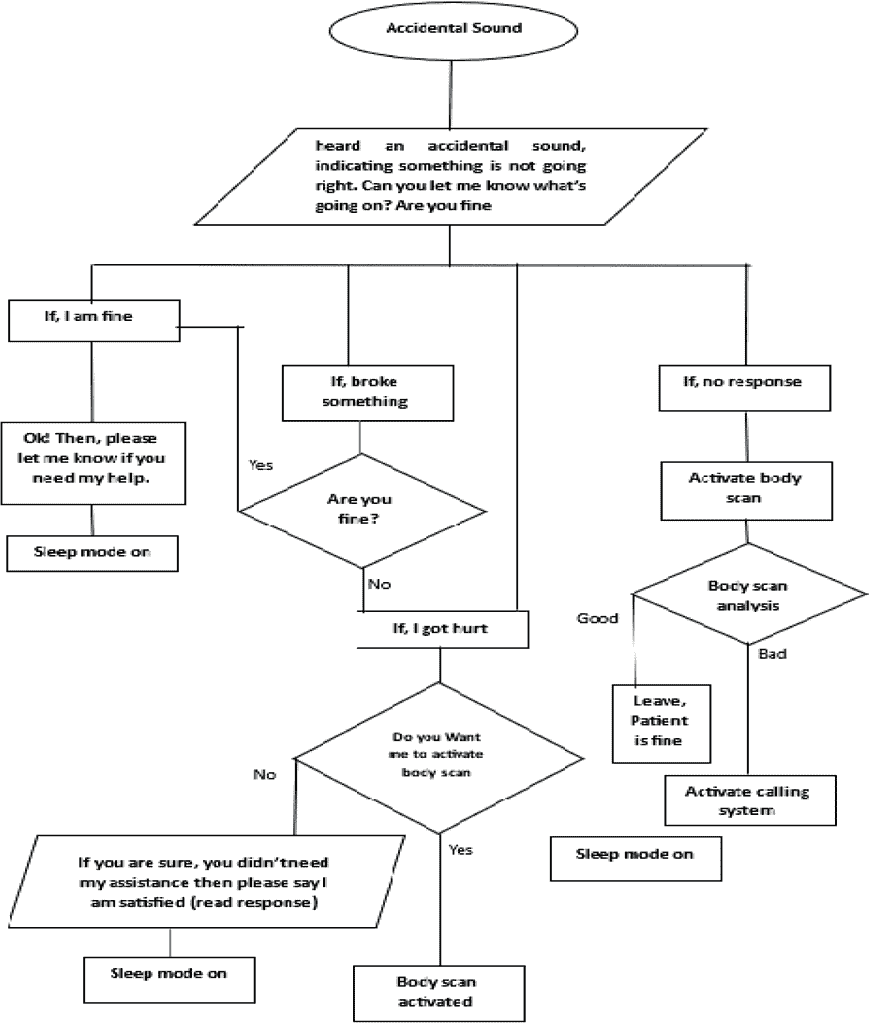 Accidental Sound
heard an accidental sound,
indicating something is not going
right. Can you let me know what's
going on? Are you fine
If, I am fine
If, broke
something
If, no response
Ok! Then, please
let me know if you
need my help.
Yes
Are you
fine?
Activate body
scan
Sleep mode on
No
Body scan
analysis
If, I got hurt
Good
Bad
Do you Want
me to activate
body scan
Leave,
Patient
is fine
No
Activate calling
system
Yes
Sleep mode on
If you are sure, you didn'tneed
my assistance then please say I
am satisfied (read response)
Sleep mode on
Body scan
activated